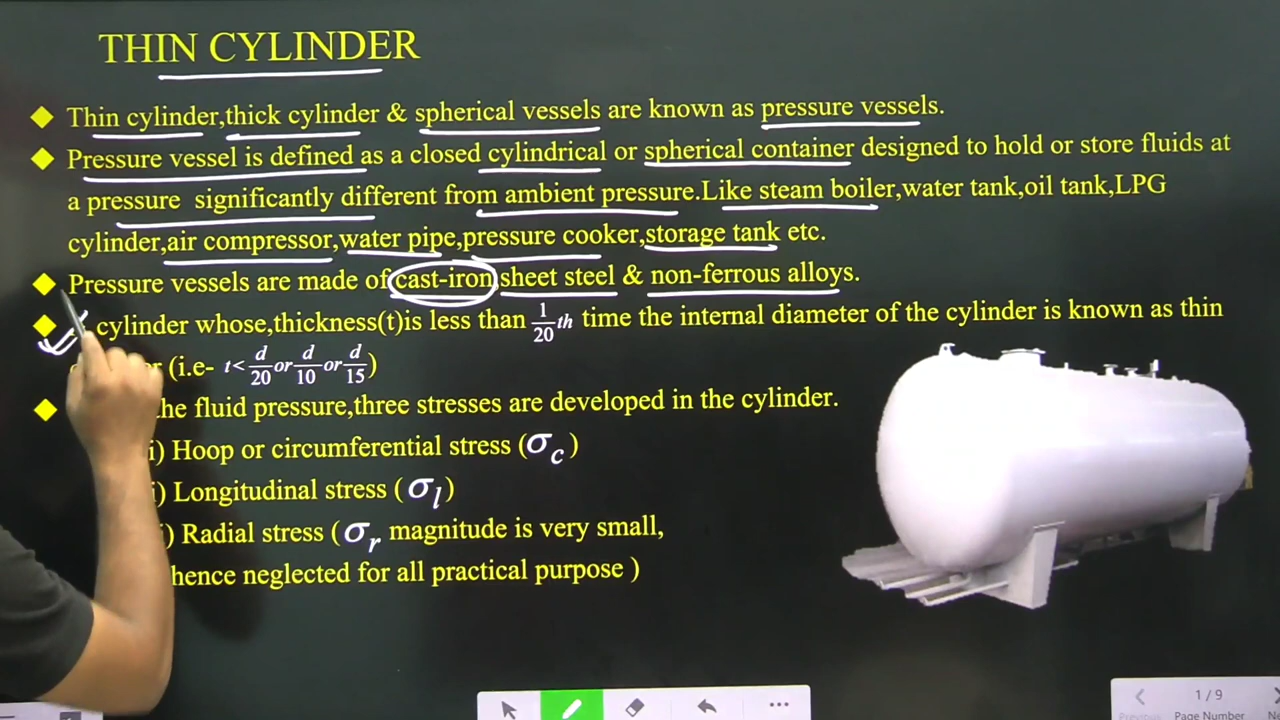 THIN CYLINDER
Thin cylinder,thick cylinder & spherical vessels are known as pressure vessels.
Pressure vessel is defined as a closed cylindrical or spherical container designed to hold or store fluids at
a pressure significantly different from ambient pressure.Like steam boiler,water tank,oil tank,LPG
cylinder,air compressor,water pipe,pressure cooker,storage tank etc.
Pressure vessels are made of cast-iron sheet steel & non-ferrous alloys.
cylinder whose,thickness(t)is less than 1/20 th time the internal diameter of the cylinder is known as thin
(i.e- t< d/20 or d/10 or d/15)
the fluid pressure,three stresses are developed in the cylinder.
i) Hoop or circumferential stress (σc)
i) Longitudinal stress (σl)
) Radial stress (σr magnitude is very small,
hence neglected for all practical purpose )
1 / 9
Page Number